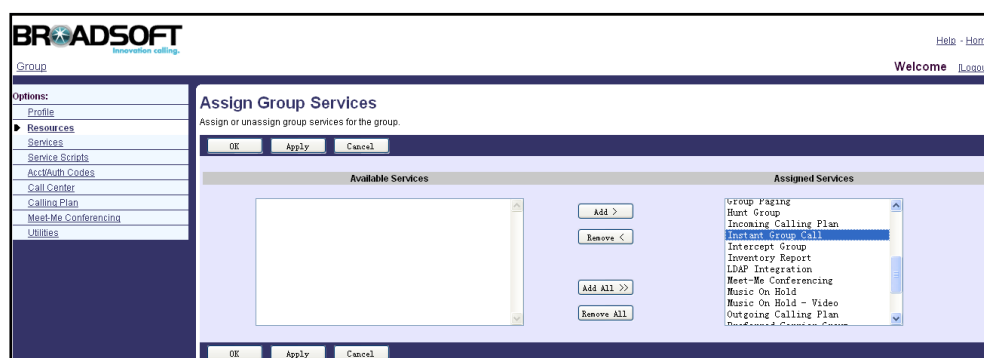 BROADSOFT
Innovation calling.
Help - Hom
Group
Welcome [Logou
Options:
Profile
Resources
Services
Service Scripts
Acct/Auth Codes
Call Center
Calling Plan
Meet-Me Conferencing
Utilities
Assign Group Services
Assign or unassign group services for the group.
OK Apply Cancel
Available Services
Assigned Services
Add >
Remove <
Add All >>
Remove All
Group Paging
Hunt Group
Incoming Calling Plan
Instant Group Call
Intercept Group
Inventory Report
LDAP Integration
Meet-Me Conferencing
Music On Hold
Music On Hold - Video
Outgoing Calling Plan
Preferred Carrier Group
OK Apply Cancel